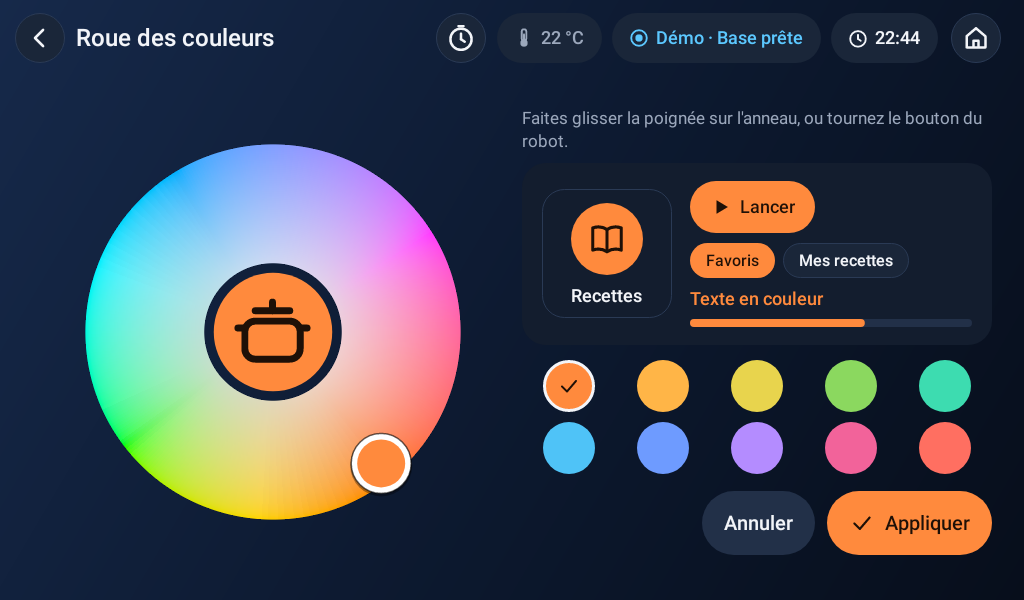 Roue des couleurs
22 °C
Démo · Base prête
22:44
Faites glisser la poignée sur l'anneau, ou tournez le bouton du
robot.
Recettes
Lancer
Favoris
Mes recettes
Texte en couleur
Annuler
Appliquer